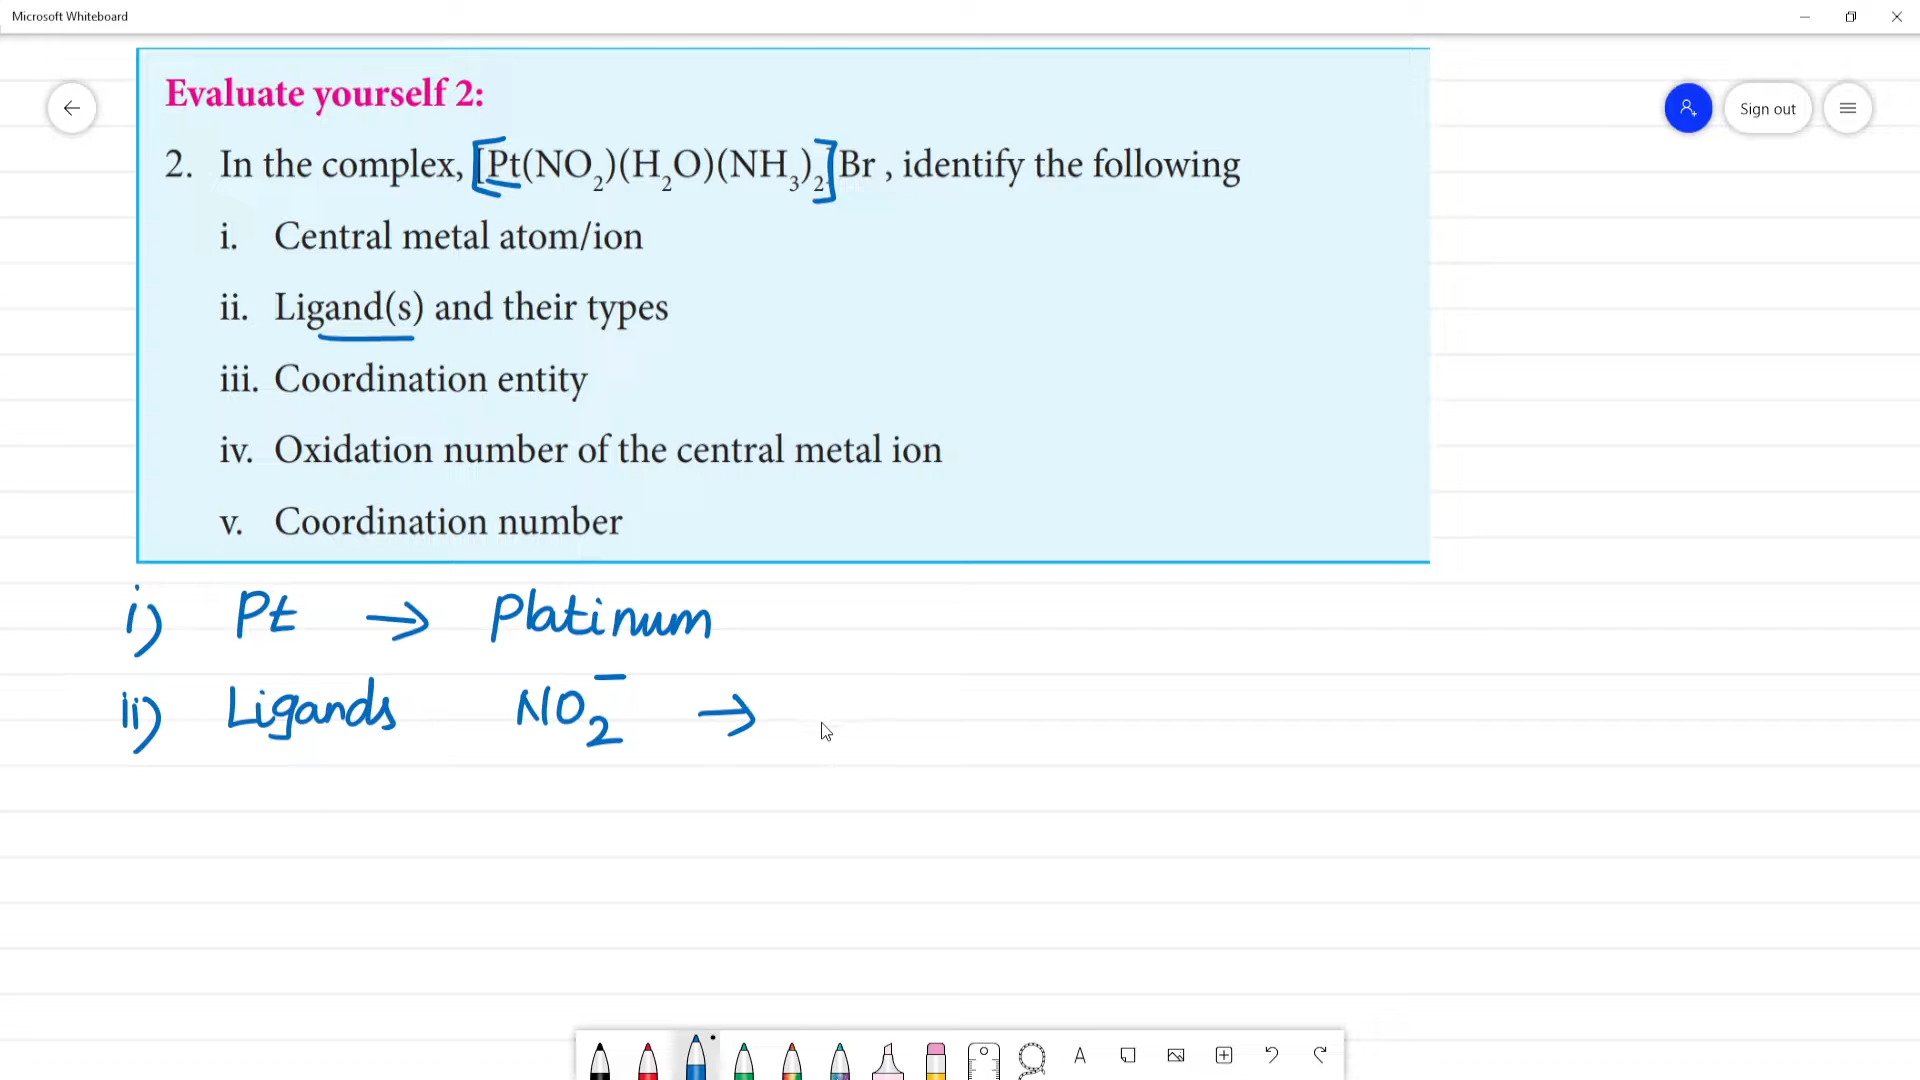 Microsoft Whiteboard
Sign out
Evaluate yourself 2:
2. In the complex, [Pt(NO₂)(H₂O)(NH₃)₂]Br , identify the following
i. Central metal atom/ion
ii. Ligand(s) and their types
iii. Coordination entity
iv. Oxidation number of the central metal ion
v. Coordination number
i) Pt → Platinum
ii) Ligands NO₂⁻ →
A